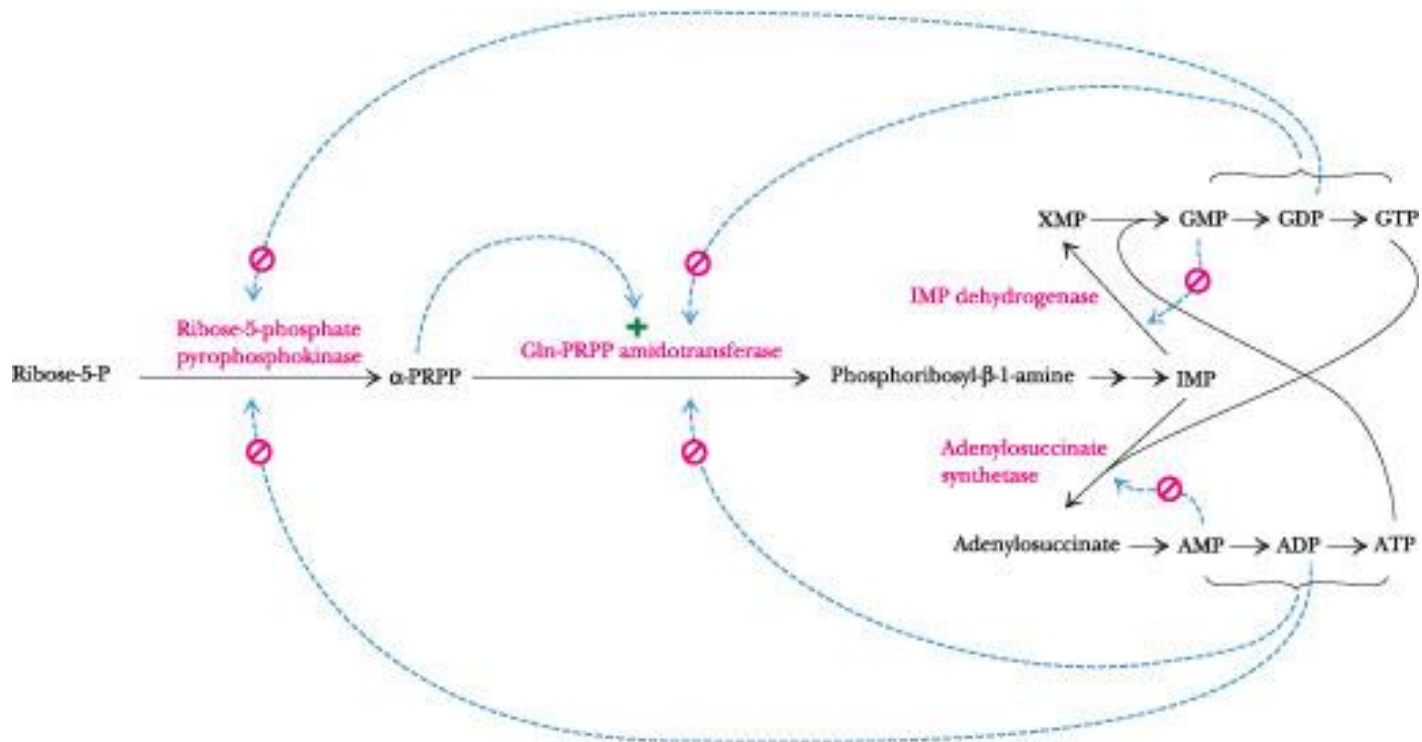 XMP
GMP
GDP
GTP
IMP dehydrogenase
Ribose-5-phosphate
pyrophosphokinase
Gln-PRPP amidotransferase
+
Ribose-5-P
α-PRPP
Phosphoribosyl-β-1-amine
IMP
Adenylosuccinate
synthetase
Adenylosuccinate
AMP
ADP
ATP